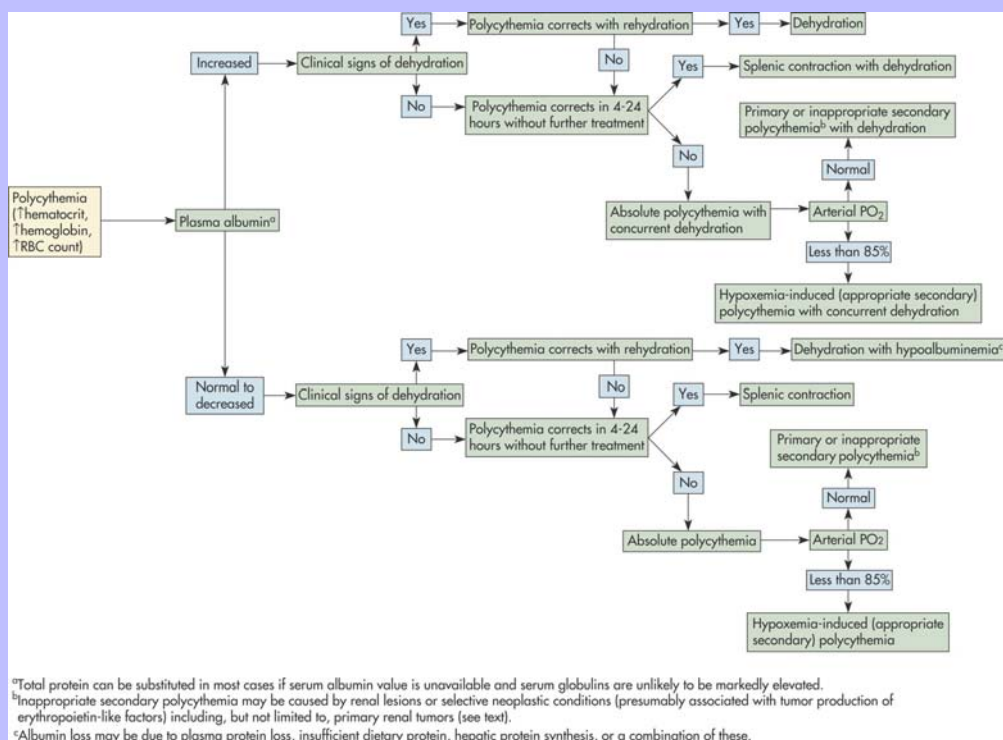 Yes
Polycythemia corrects with rehydration
Yes
Dehydration
Increased
Clinical signs of dehydration
No
Yes
Splenic contraction with dehydration
No
Polycythemia corrects in 4-24
hours without further treatment
Primary or inappropriate secondary
polycythemiaᵇ with dehydration
No
Normal
Polycythemia
(↑hematocrit,
↑hemoglobin,
↑RBC count)
Plasma albuminᵃ
Absolute polycythemia with
concurrent dehydration
Arterial PO₂
Less than 85%
Hypoxemia-induced (appropriate secondary)
polycythemia with concurrent dehydration
Yes
Polycythemia corrects with rehydration
Yes
Dehydration with hypoalbuminemiaᶜ
Normal to
decreased
Clinical signs of dehydration
No
Yes
Splenic contraction
No
Polycythemia corrects in 4-24
hours without further treatment
Primary or inappropriate
secondary polycythemiaᵇ
No
Normal
Absolute polycythemia
Arterial PO₂
Less than 85%
Hypoxemia-induced (appropriate
secondary) polycythemia
ᵃTotal protein can be substituted in most cases if serum albumin value is unavailable and serum globulins are unlikely to be markedly elevated.
ᵇInappropriate secondary polycythemia may be caused by renal lesions or selective neoplastic conditions (presumably associated with tumor production of
erythropoietin-like factors) including, but not limited to, primary renal tumors (see text).
ᶜAlbumin loss may be due to plasma protein loss, insufficient dietary protein, hepatic protein synthesis, or a combination of these.